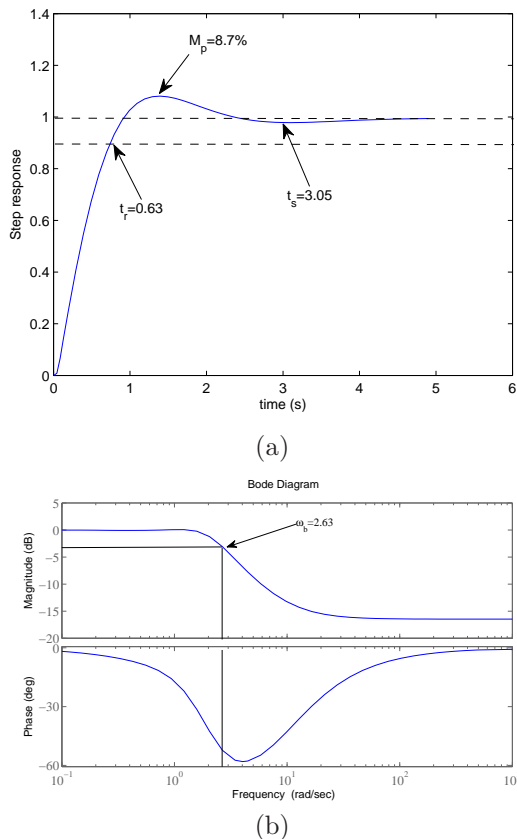 1.4
M_p=8.7%
1.2
1
0.8
Step response
t_r=0.63
t_s=3.05
0.6
0.4
0.2
0
0 1 2 3 4 5 6
time (s)
(a)
Bode Diagram
5
ω_b=2.63
0
−5
Magnitude (dB)
−10
−15
−20
0
Phase (deg)
−30
−60
10^−1 10^0 10^1 10^2 10
Frequency (rad/sec)
(b)